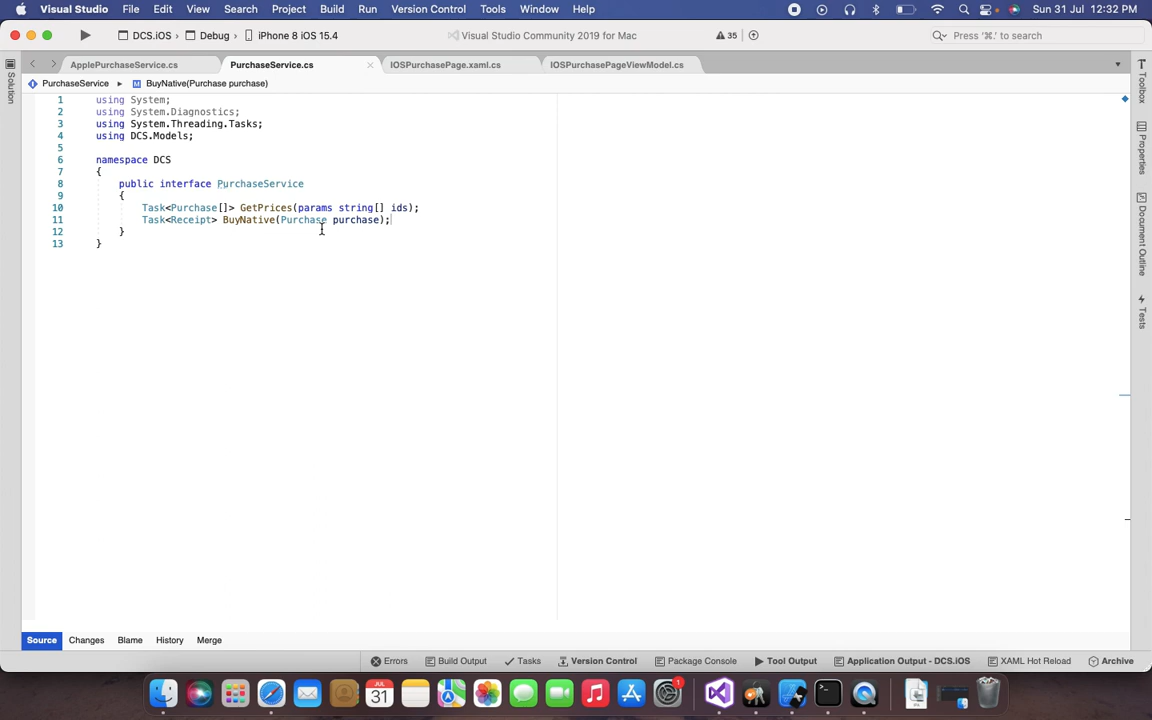 Visual Studio File Edit View Search Project Build Run Version Control Tools Window Help Sun 31 Jul 12:32 PM
DCS.iOS › Debug › iPhone 8 iOS 15.4 Visual Studio Community 2019 for Mac 35 Press '⌘.' to search
ApplePurchaseService.cs PurchaseService.cs IOSPurchasePage.xaml.cs IOSPurchasePageViewModel.cs
PurchaseService ▸ M BuyNative(Purchase purchase)
Solution
1 using System;
2 using System.Diagnostics;
3 using System.Threading.Tasks;
4 using DCS.Models;
5
6 namespace DCS
7 {
8 public interface PurchaseService
9 {
10 Task<Purchase[]> GetPrices(params string[] ids);
11 Task<Receipt> BuyNative(Purchase purchase);
12 }
13 }
Toolbox
Properties
Document Outline
Tests
Source Changes Blame History Merge
Errors Build Output Tasks Version Control Package Console Tool Output Application Output - DCS.iOS XAML Hot Reload Archive
JUL
31
1